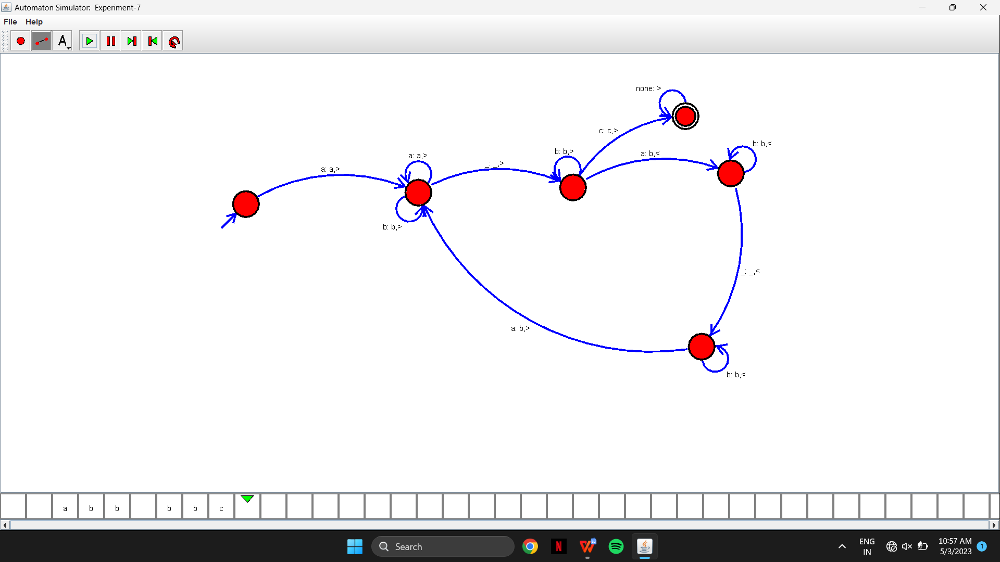 Automaton Simulator: Experiment-7
File Help
A
none: >
c: c,>
b: b,<
a: a,>
b: b,>
a: b,<
_: _,>
a: a,>
b: b,>
_: _,<
a: b,>
b: b,<
a b b b b c
Search
ENG
IN
10:57 AM
5/3/2023
1